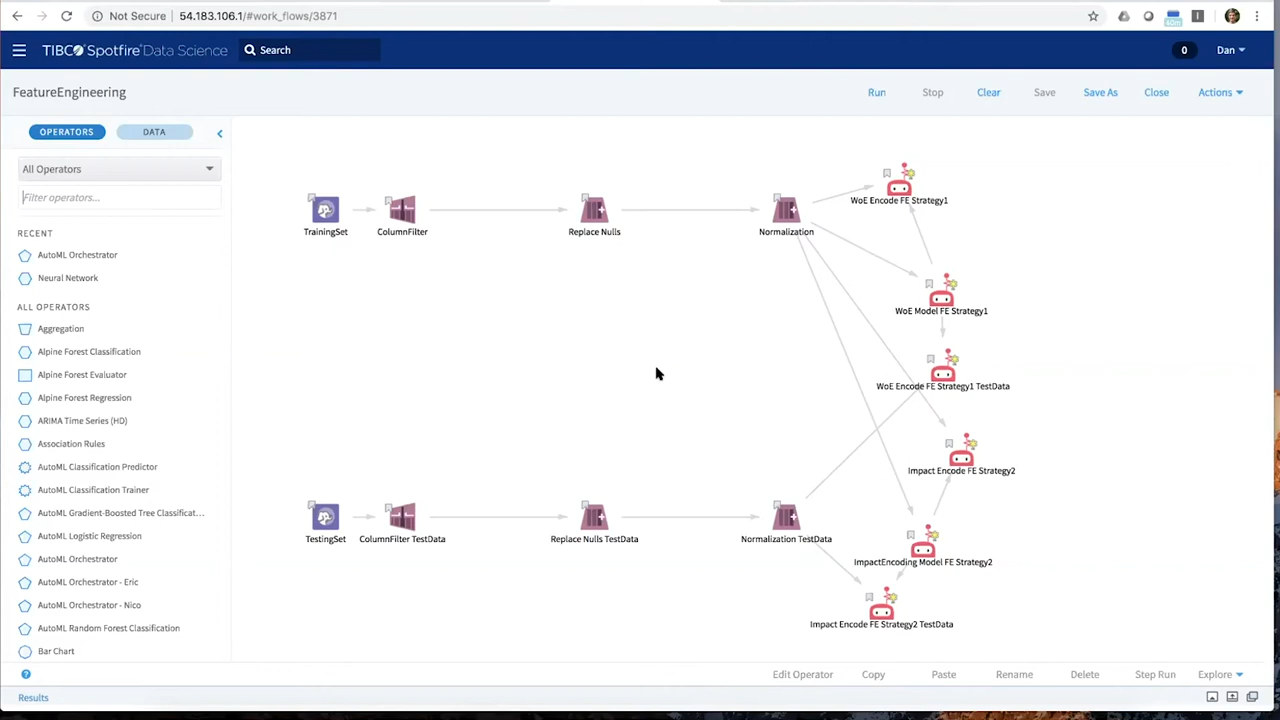 Not Secure 54.183.106.1/#work_flows/3871
TIBCO Spotfire Data Science
Search
0
Dan
FeatureEngineering
Run Stop Clear Save Save As Close Actions
OPERATORS DATA
All Operators
Filter operators...
RECENT
AutoML Orchestrator
Neural Network
ALL OPERATORS
Aggregation
Alpine Forest Classification
Alpine Forest Evaluator
Alpine Forest Regression
ARIMA Time Series (HD)
Association Rules
AutoML Classification Predictor
AutoML Classification Trainer
AutoML Gradient-Boosted Tree Classificat...
AutoML Logistic Regression
AutoML Orchestrator
AutoML Orchestrator - Eric
AutoML Orchestrator - Nico
AutoML Random Forest Classification
Bar Chart
WoE Encode FE Strategy1
TrainingSet
ColumnFilter
Replace Nulls
Normalization
WoE Model FE Strategy1
WoE Encode FE Strategy1 TestData
Impact Encode FE Strategy2
TestingSet
ColumnFilter TestData
Replace Nulls TestData
Normalization TestData
ImpactEncoding Model FE Strategy2
Impact Encode FE Strategy2 TestData
Edit Operator Copy Paste Rename Delete Step Run Explore
?
Results